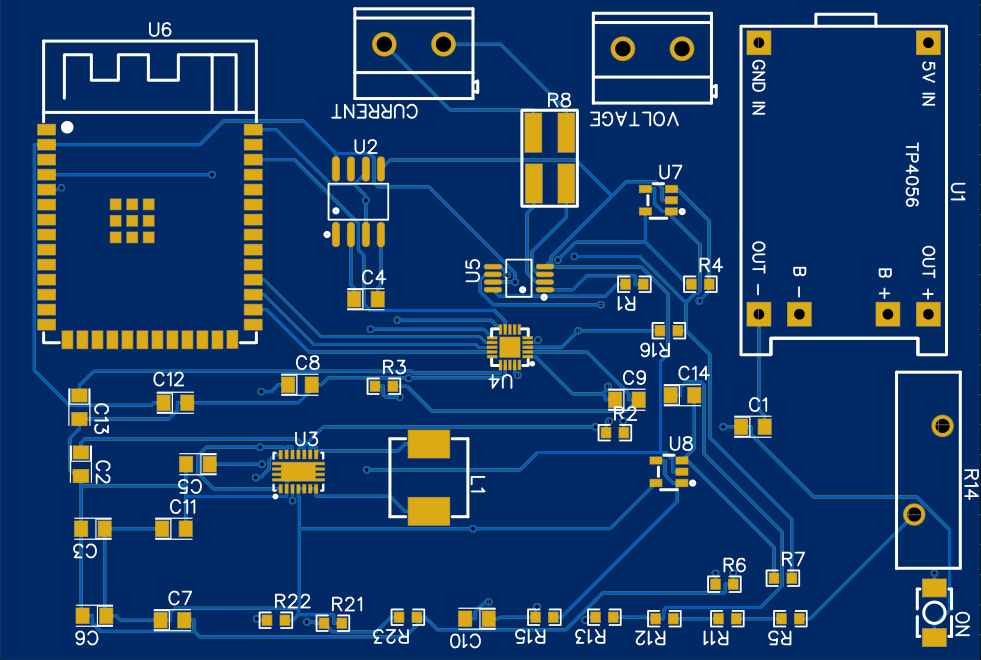 U6
CURRENT
VOLTAGE
R8
GND IN
5V IN
TP4056
U1
U2
U7
OUT -
B -
B +
OUT +
C4
U5
R1
R4
R16
U4
C12
C8
R3
C9
C14
C13
R2
C1
C2
C5
U3
L1
U8
R14
C11
C3
R6
R7
C6
C7
R22
R21
R23
C10
R15
R13
R12
R11
R5
ON